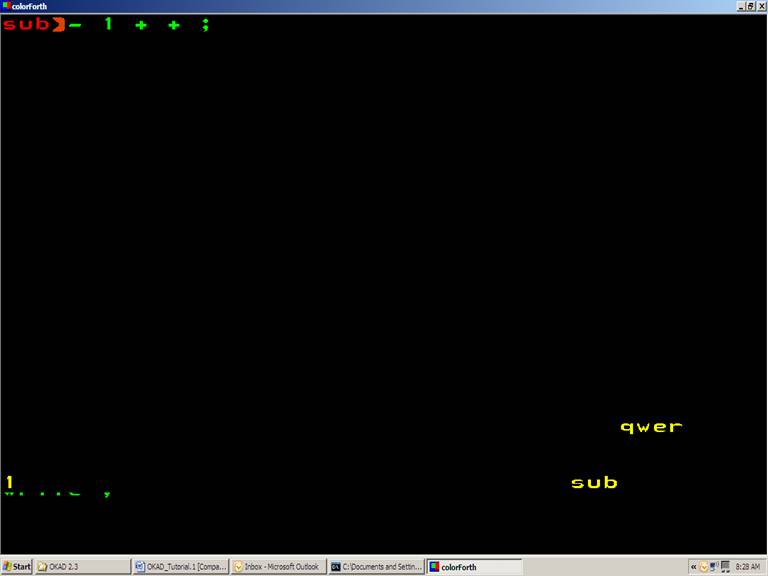 colorForth
sub - 1 + + ;
qwer
1 sub
Start OKAD 2.3 OKAD_Tutorial.1 [Compa... Inbox - Microsoft Outlook C:\Documents and Settin... colorForth « 8:28 AM